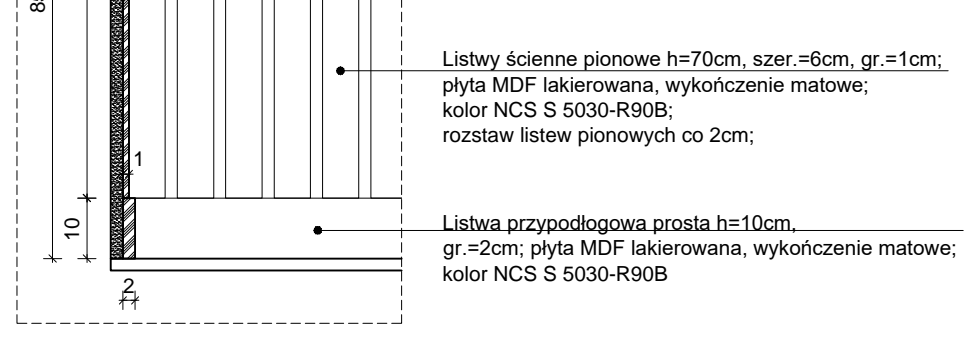 Listwy ścienne pionowe h=70cm, szer.=6cm, gr.=1cm;
płyta MDF lakierowana, wykończenie matowe;
kolor NCS S 5030-R90B;
rozstaw listew pionowych co 2cm;
1
10
Listwa przypodłogowa prosta h=10cm,
gr.=2cm; płyta MDF lakierowana, wykończenie matowe;
kolor NCS S 5030-R90B
2